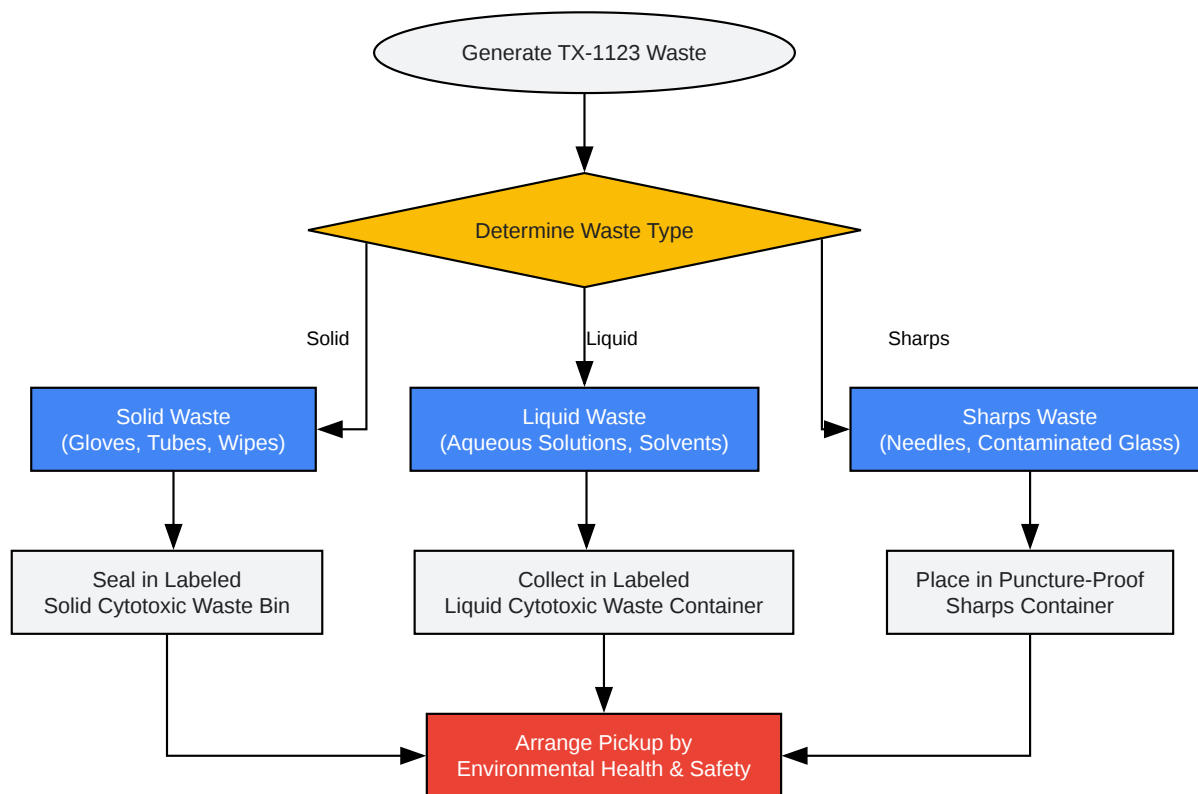 Generate TX-1123 Waste
Determine Waste Type
Solid
Liquid
Sharps
Solid Waste
(Gloves, Tubes, Wipes)
Liquid Waste
(Aqueous Solutions, Solvents)
Sharps Waste
(Needles, Contaminated Glass)
Seal in Labeled
Solid Cytotoxic Waste Bin
Collect in Labeled
Liquid Cytotoxic Waste Container
Place in Puncture-Proof
Sharps Container
Arrange Pickup by
Environmental Health & Safety